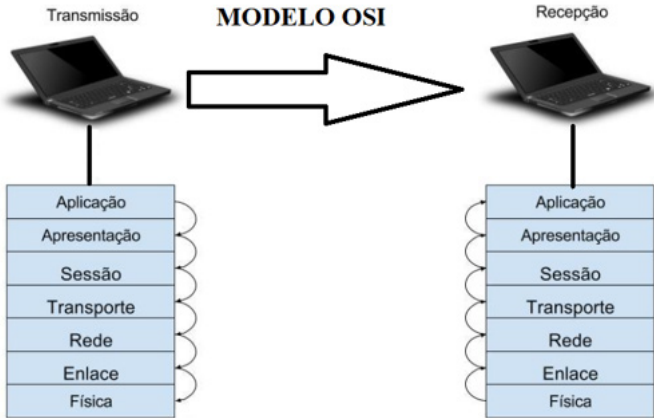 Transmissão
MODELO OSI
Recepção
Aplicação
Apresentação
Sessão
Transporte
Rede
Enlace
Física
Aplicação
Apresentação
Sessão
Transporte
Rede
Enlace
Física